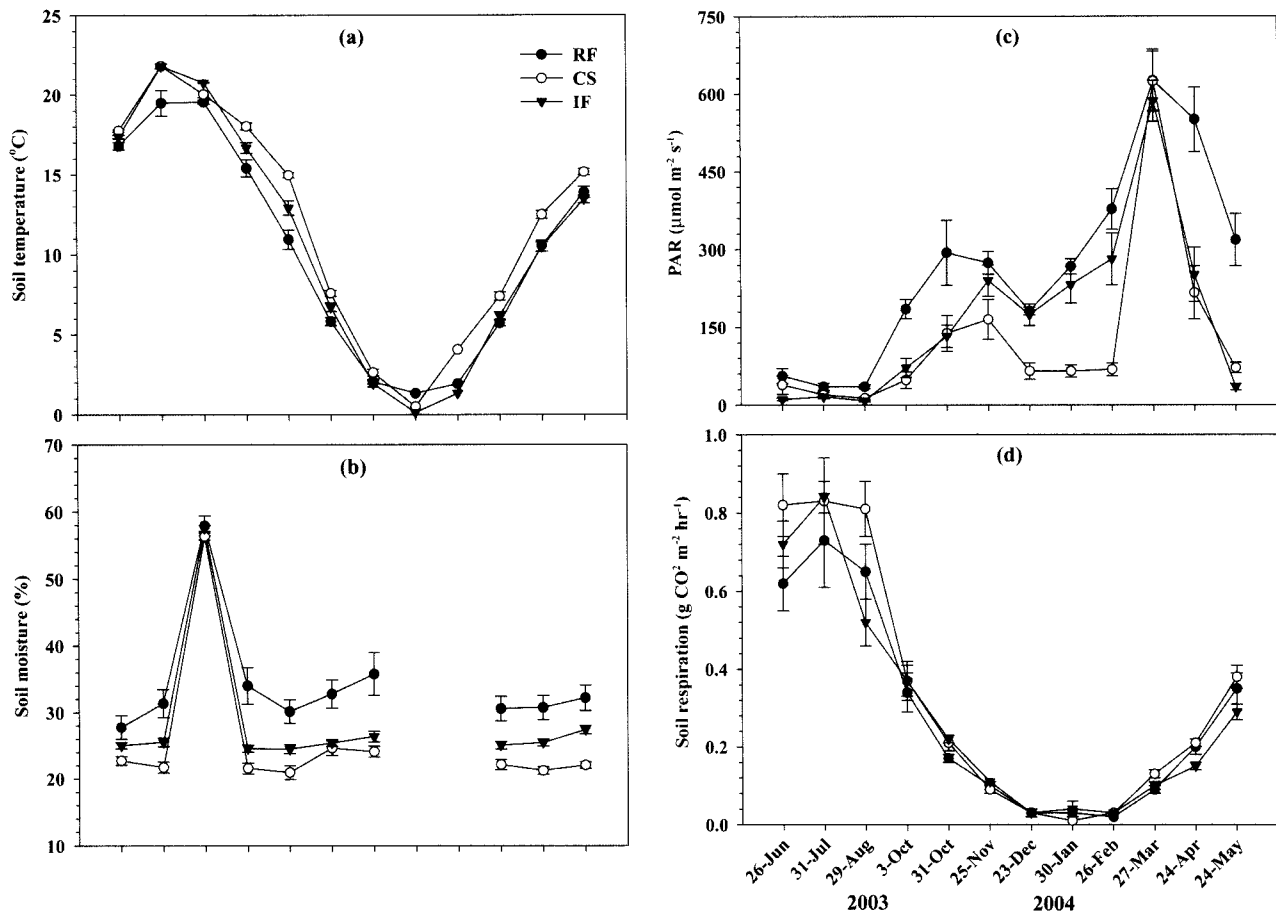 (a)
RF
CS
IF
Soil temperature (°C)
25
20
15
10
5
0
(b)
Soil moisture (%)
70
60
50
40
30
20
10
(c)
PAR (µmol m⁻² s⁻¹)
750
600
450
300
150
0
(d)
Soil respiration (g CO² m⁻² hr⁻¹)
1.0
0.8
0.6
0.4
0.2
0.0
26-Jun
31-Jul
29-Aug
3-Oct
31-Oct
25-Nov
23-Dec
30-Jan
26-Feb
27-Mar
24-Apr
24-May
2003
2004